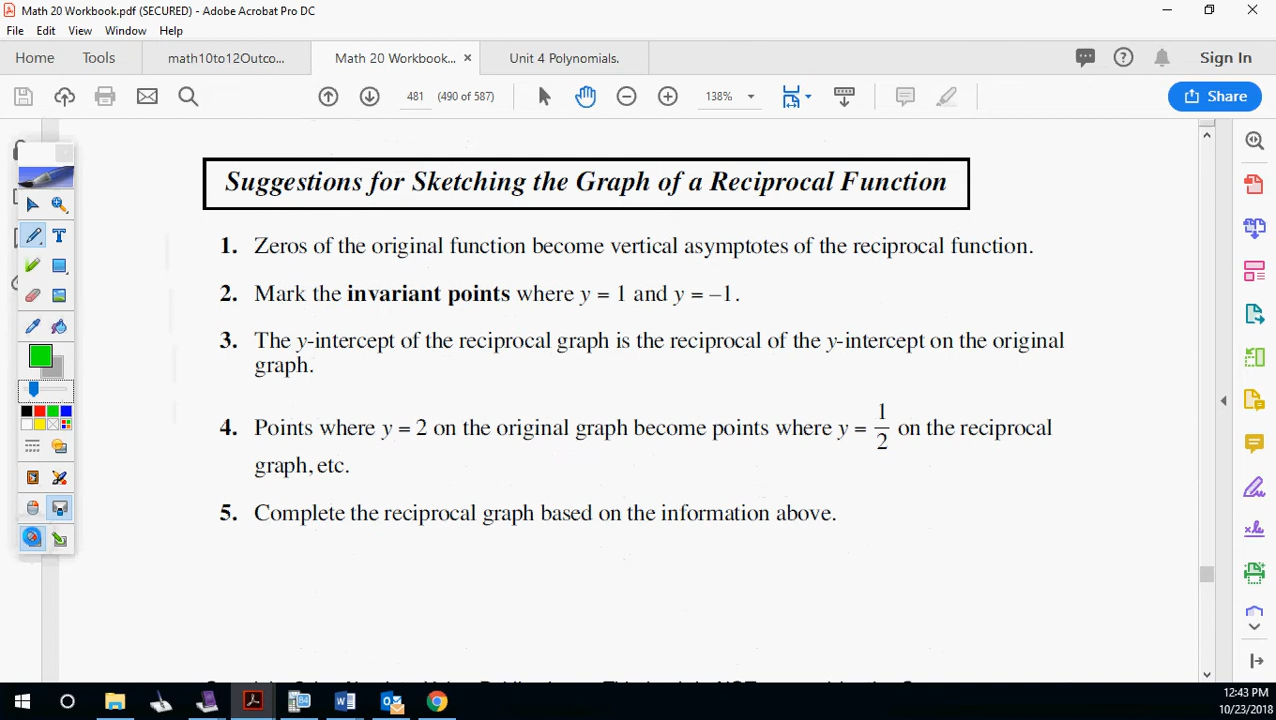 Math 20 Workbook.pdf (SECURED) - Adobe Acrobat Pro DC
File Edit View Window Help
Home Tools math10to12Outco... Math 20 Workbook... × Unit 4 Polynomials. ? Sign In
481 (490 of 587) 138% Share
Suggestions for Sketching the Graph of a Reciprocal Function
1. Zeros of the original function become vertical asymptotes of the reciprocal function.
2. Mark the invariant points where y = 1 and y = –1.
3. The y-intercept of the reciprocal graph is the reciprocal of the y-intercept on the original
graph.
4. Points where y = 2 on the original graph become points where y = 1/2 on the reciprocal
graph, etc.
5. Complete the reciprocal graph based on the information above.
12:43 PM
10/23/2018